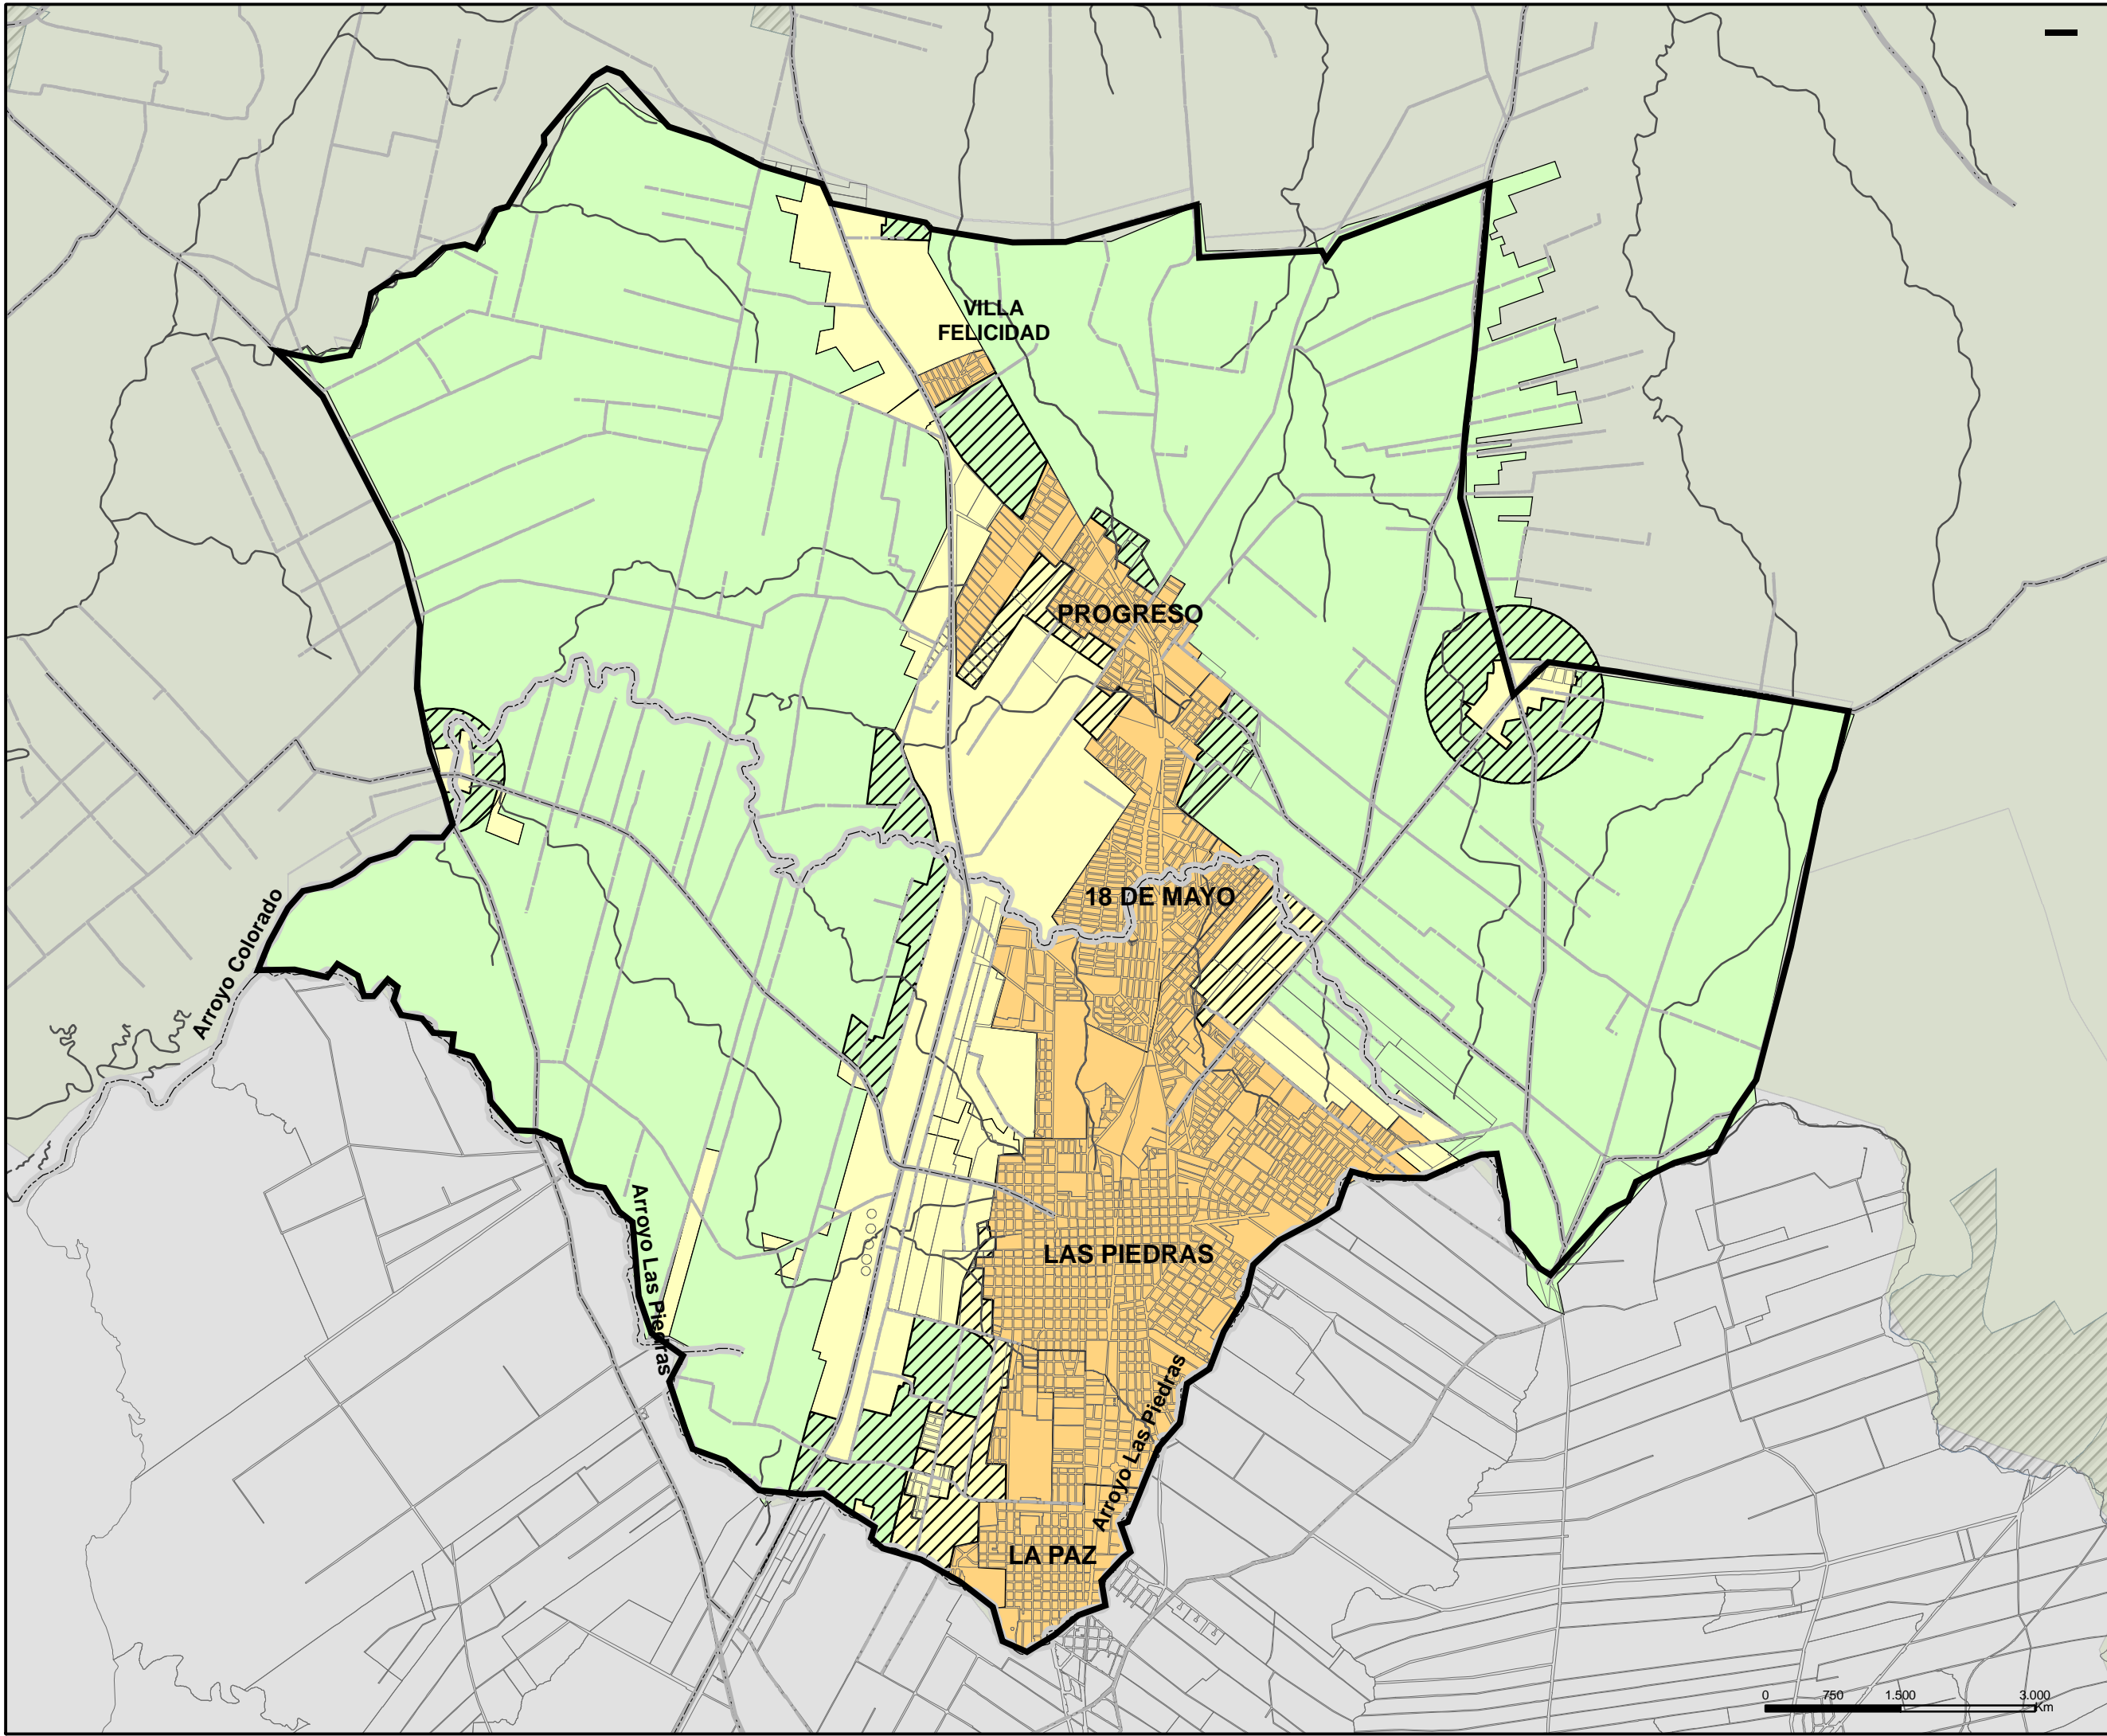 VILLA
FELICIDAD
PROGRESO
18 DE MAYO
Arroyo Colorado
Arroyo Las Piedras
LAS PIEDRAS
Arroyo Las Piedras
LA PAZ
0 750 1.500 3.000
Km